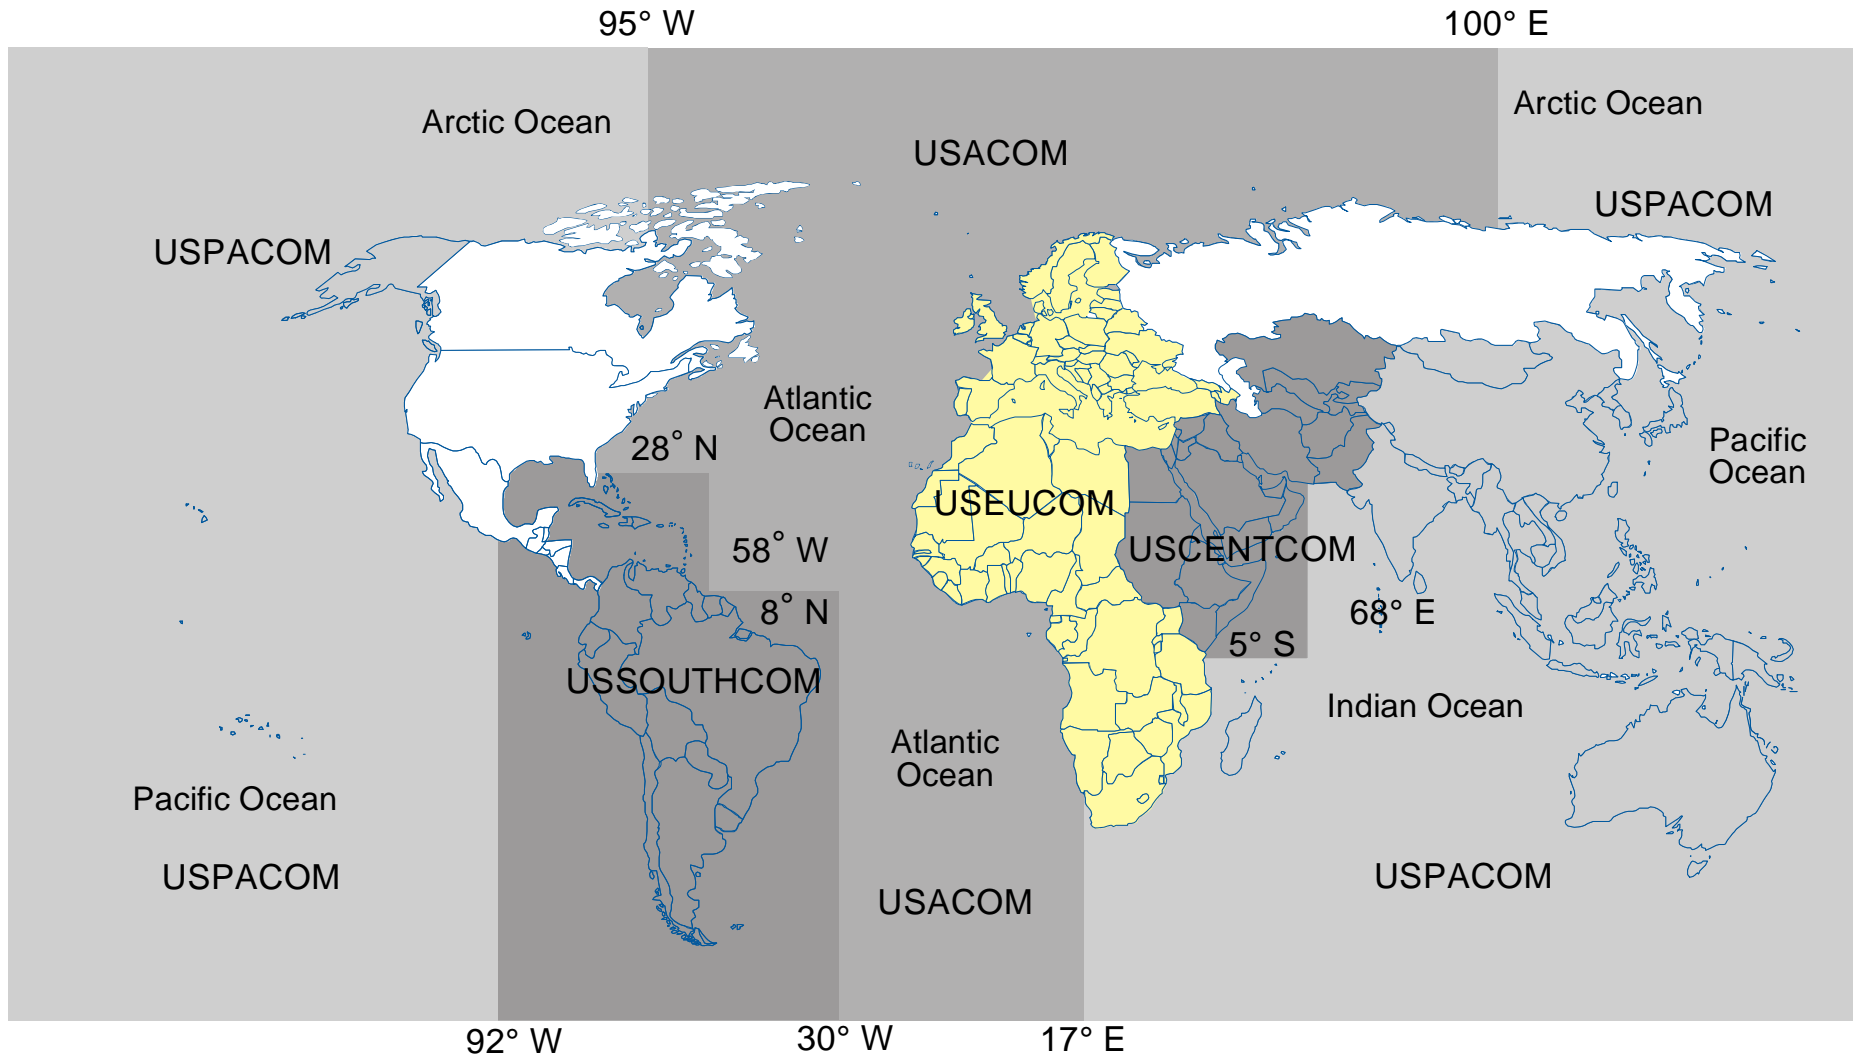 95° W
100° E
Arctic Ocean
Arctic Ocean
USACOM
USPACOM
USPACOM
Atlantic
Ocean
28° N
Pacific
Ocean
USEUCOM
58° W
USCENTCOM
8° N
68° E
5° S
USSOUTHCOM
Indian Ocean
Atlantic
Ocean
Pacific Ocean
USPACOM
USPACOM
USACOM
92° W
30° W
17° E